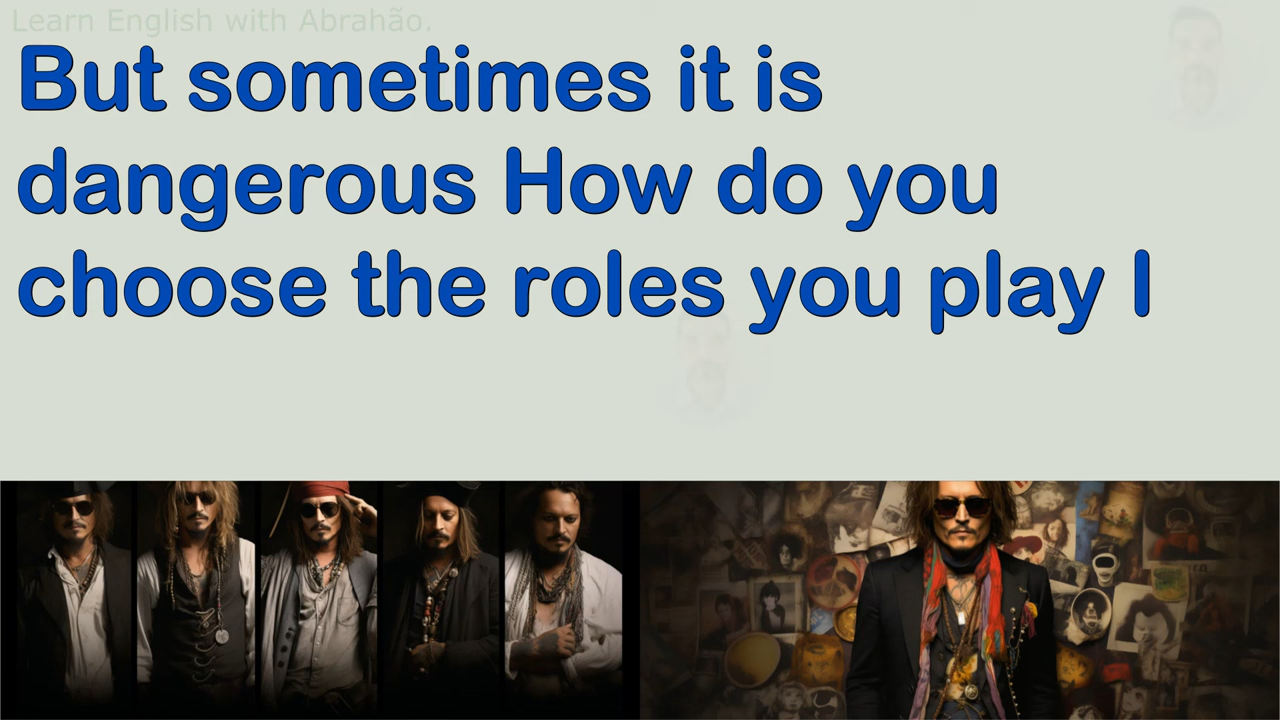 Learn English with Abrahão.
But sometimes it is
dangerous How do you
choose the roles you play I